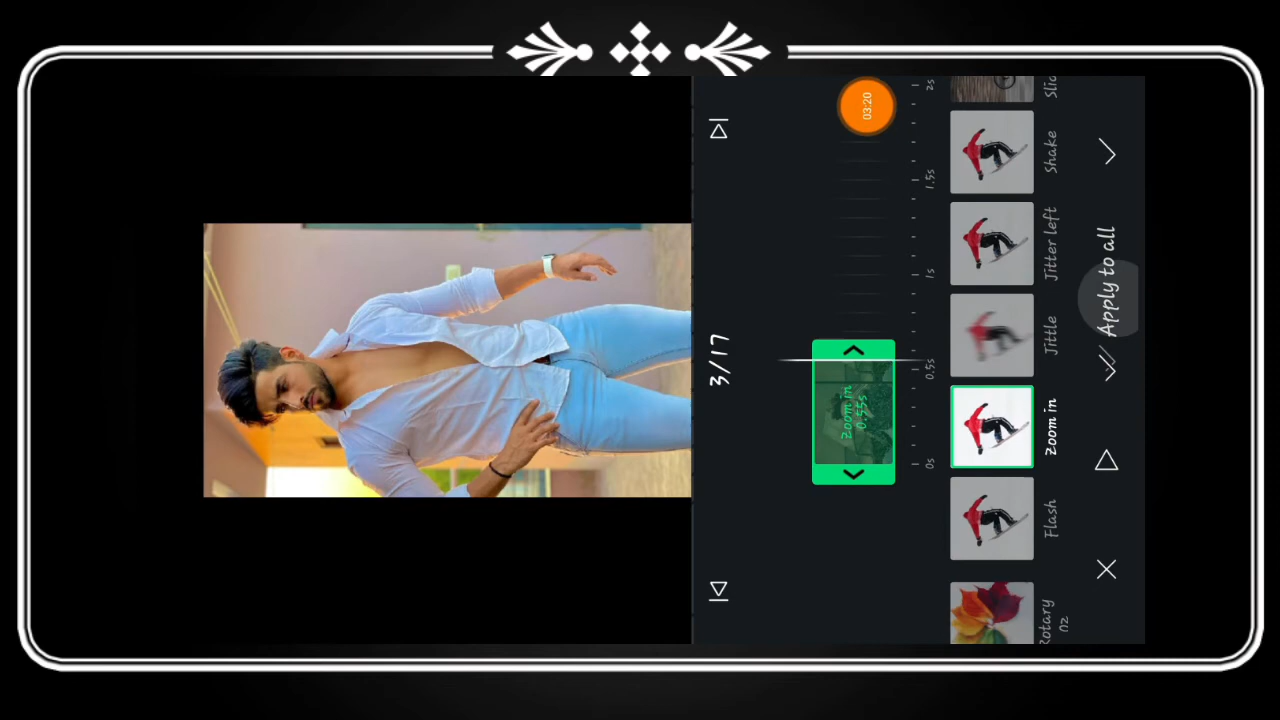 3/17
03:20
Zoom in
0.55s
0s
0.5s
1s
1.5s
2s
Rotary
n2
Flash
Zoom in
Jittle
Jitter left
Shake
Apply to all